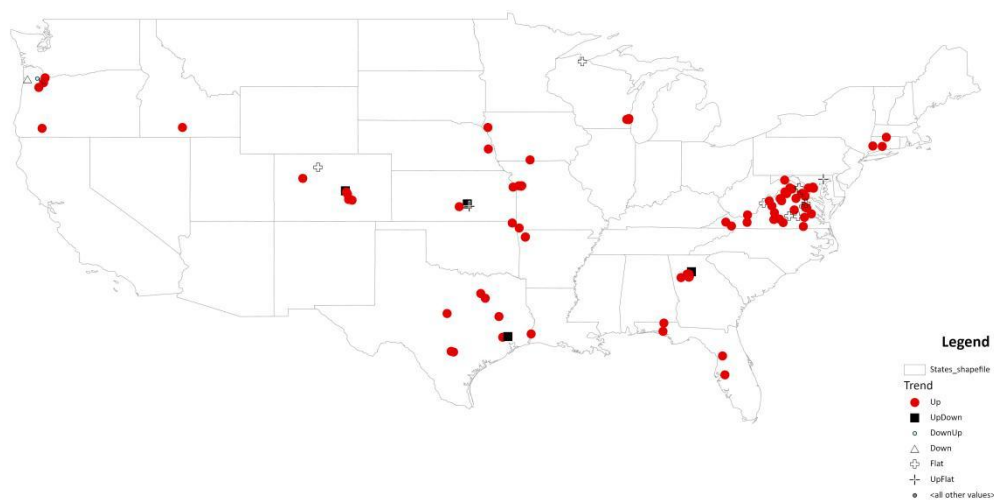 Legend
States_shapefile
Trend
Up
UpDown
DownUp
Down
Flat
UpFlat
<all other values>